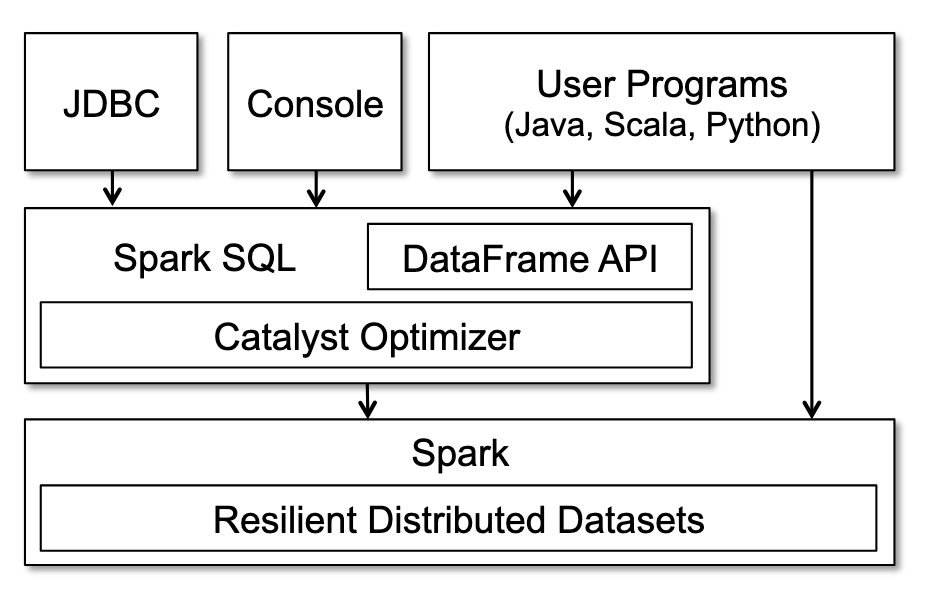 JDBC
Console
User Programs
(Java, Scala, Python)
Spark SQL
DataFrame API
Catalyst Optimizer
Spark
Resilient Distributed Datasets